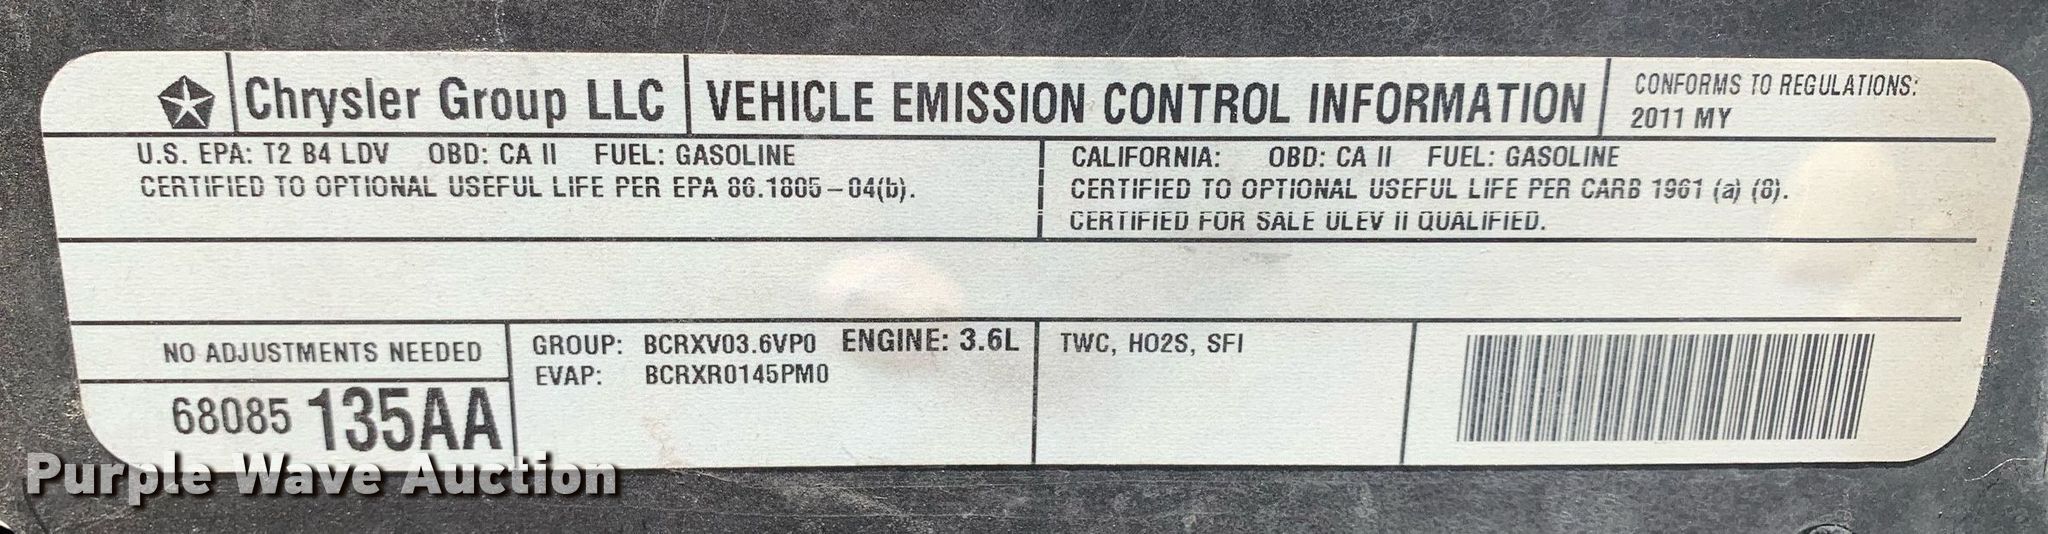 Chrysler Group LLC
VEHICLE EMISSION CONTROL INFORMATION
CONFORMS TO REGULATIONS:
2011 MY
U.S. EPA: T2 B4 LDV OBD: CA II FUEL: GASOLINE
CERTIFIED TO OPTIONAL USEFUL LIFE PER EPA 86.1805-04(b).
CALIFORNIA: OBD: CA II FUEL: GASOLINE
CERTIFIED TO OPTIONAL USEFUL LIFE PER CARB 1961 (a) (8).
CERTIFIED FOR SALE ULEV II QUALIFIED.
NO ADJUSTMENTS NEEDED
68085 135AA
GROUP: BCRXV03.6VP0 ENGINE: 3.6L
EVAP: BCRXR0145PM0
TWC, HO2S, SFI
Purple Wave Auction